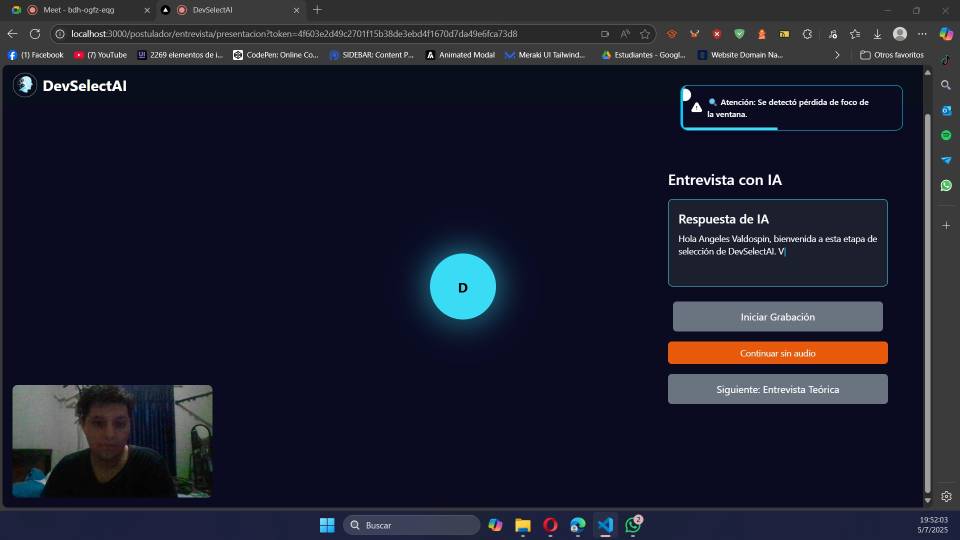 Meet - bdh-ogfz-eqg
DevSelectAI
localhost:3000/postulador/entrevista/presentacion?token=4f603e2d49c2701f15b38de3ebd4f1670d7da49e6fca73d8
(1) Facebook
(7) YouTube
2269 elementos de i...
CodePen: Online Co...
SIDEBAR: Content P...
Animated Modal
Meraki UI Tailwind...
Estudiantes - Googl...
Website Domain Na...
Otros favoritos
DevSelectAI
Atención: Se detectó pérdida de foco de
la ventana.
Entrevista con IA
Respuesta de IA
Hola Angeles Valdospin, bienvenida a esta etapa de
selección de DevSelectAI. V
D
Iniciar Grabación
Continuar sin audio
Siguiente: Entrevista Teórica
Buscar
2
19:52:03
5/7/2025